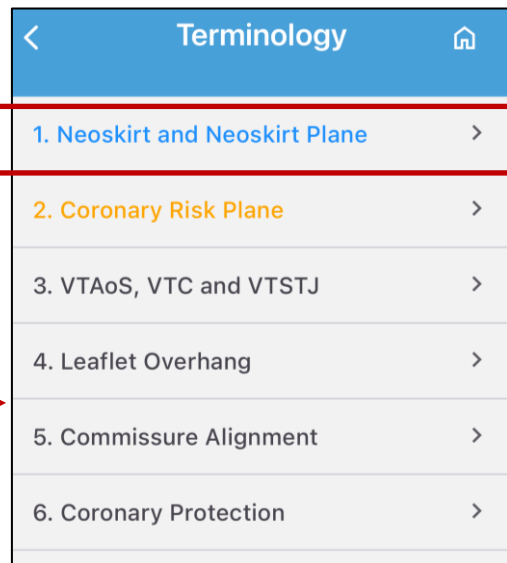 Terminology
1. Neoskirt and Neoskirt Plane
2. Coronary Risk Plane
3. VTAoS, VTC and VTSTJ
4. Leaflet Overhang
5. Commissure Alignment
6. Coronary Protection